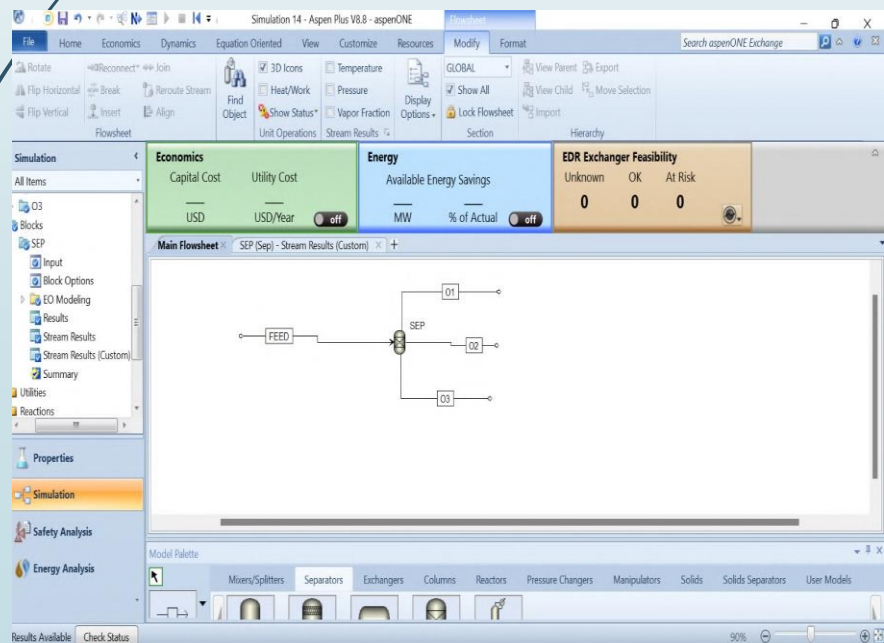 Simulation 14 - Aspen Plus V8.8 - aspenONE
Flowsheet
File Home Economics Dynamics Equation Oriented View Customize Resources Modify Format Search aspenONE Exchange
Rotate Reconnect Join
Flip Horizontal Break Reroute Stream
Flip Vertical Insert Align
Flowsheet
Find Object
3D Icons Temperature
Heat/Work Pressure
Show Status Vapor Fraction
Unit Operations Stream Results
Display Options
GLOBAL
Show All
Lock Flowsheet
Section
View Parent Export
View Child Move Selection
Import
Hierarchy
Simulation
All Items
O3
Blocks
SEP
Input
Block Options
EO Modeling
Results
Stream Results
Stream Results (Custom)
Summary
Utilities
Reactions
Properties
Simulation
Safety Analysis
Energy Analysis
Economics
Capital Cost Utility Cost
USD USD/Year off
Energy
Available Energy Savings
MW % of Actual off
EDR Exchanger Feasibility
Unknown OK At Risk
0 0 0
Main Flowsheet SEP (Sep) - Stream Results (Custom) +
O1
SEP
FEED
O2
O3
Model Palette
Mixers/Splitters Separators Exchangers Columns Reactors Pressure Changers Manipulators Solids Solids Separators User Models
Results Available Check Status 90%